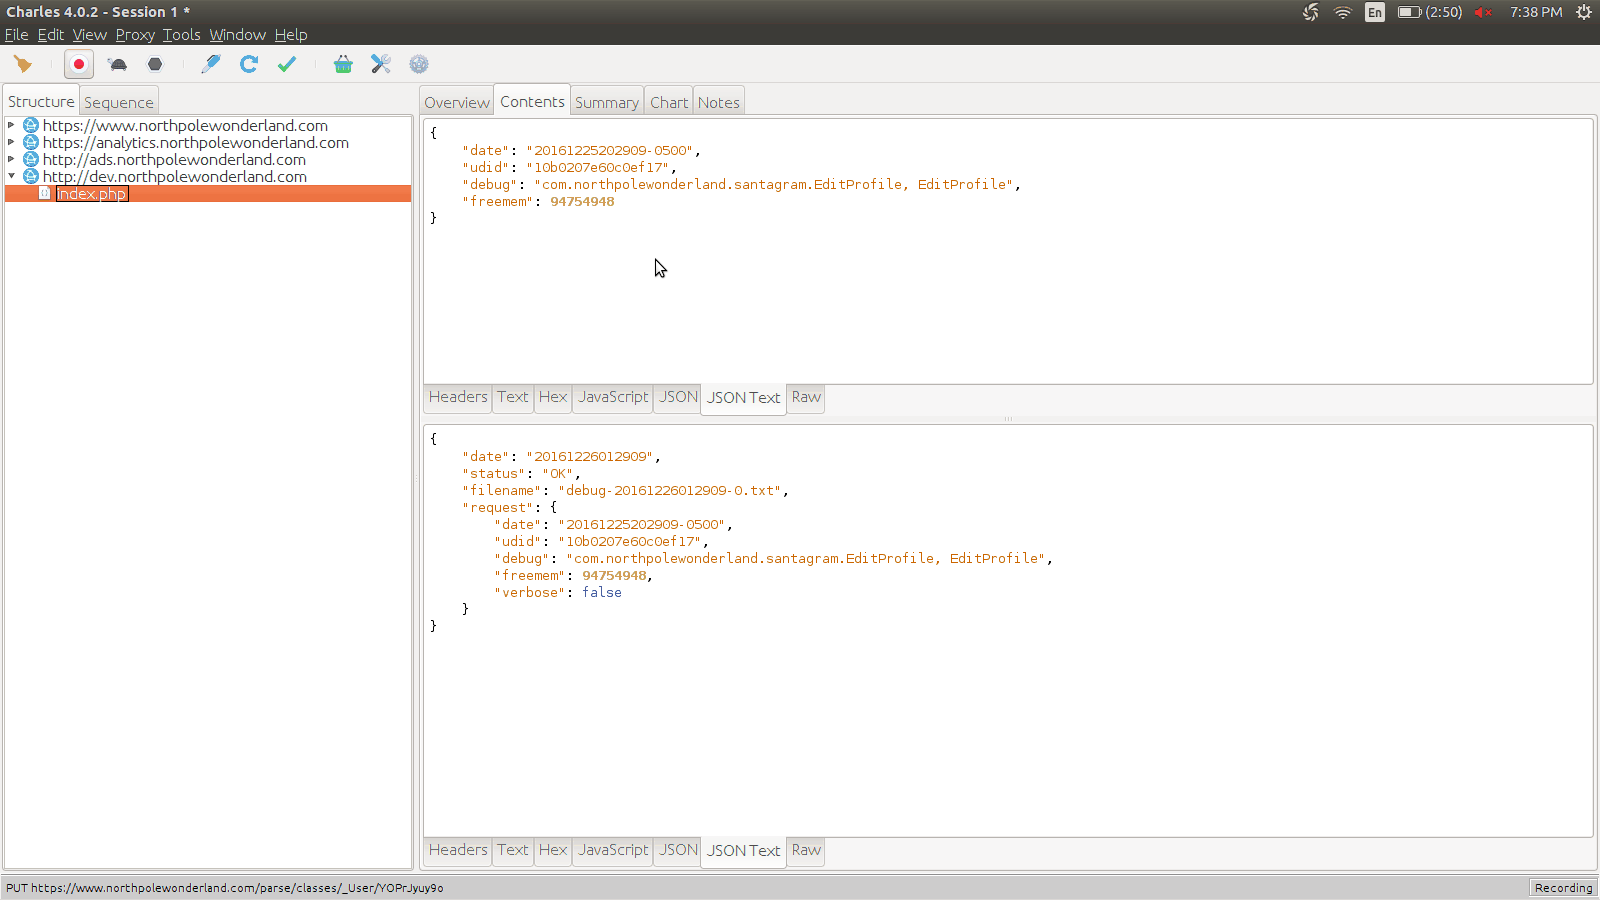 Charles 4.0.2 - Session 1 *
En (2:50) 7:38 PM
File Edit View Proxy Tools Window Help
Structure Sequence
https://www.northpolewonderland.com
https://analytics.northpolewonderland.com
http://ads.northpolewonderland.com
http://dev.northpolewonderland.com
index.php
Overview Contents Summary Chart Notes
{
"date": "20161225202909-0500",
"udid": "10b0207e60c0ef17",
"debug": "com.northpolewonderland.santagram.EditProfile, EditProfile",
"freemem": 94754948
}
Headers Text Hex JavaScript JSON JSON Text Raw
{
"date": "20161226012909",
"status": "OK",
"filename": "debug-20161226012909-0.txt",
"request": {
"date": "20161225202909-0500",
"udid": "10b0207e60c0ef17",
"debug": "com.northpolewonderland.santagram.EditProfile, EditProfile",
"freemem": 94754948,
"verbose": false
}
}
Headers Text Hex JavaScript JSON JSON Text Raw
PUT https://www.northpolewonderland.com/parse/classes/_User/YOPrJyuy9o
Recording